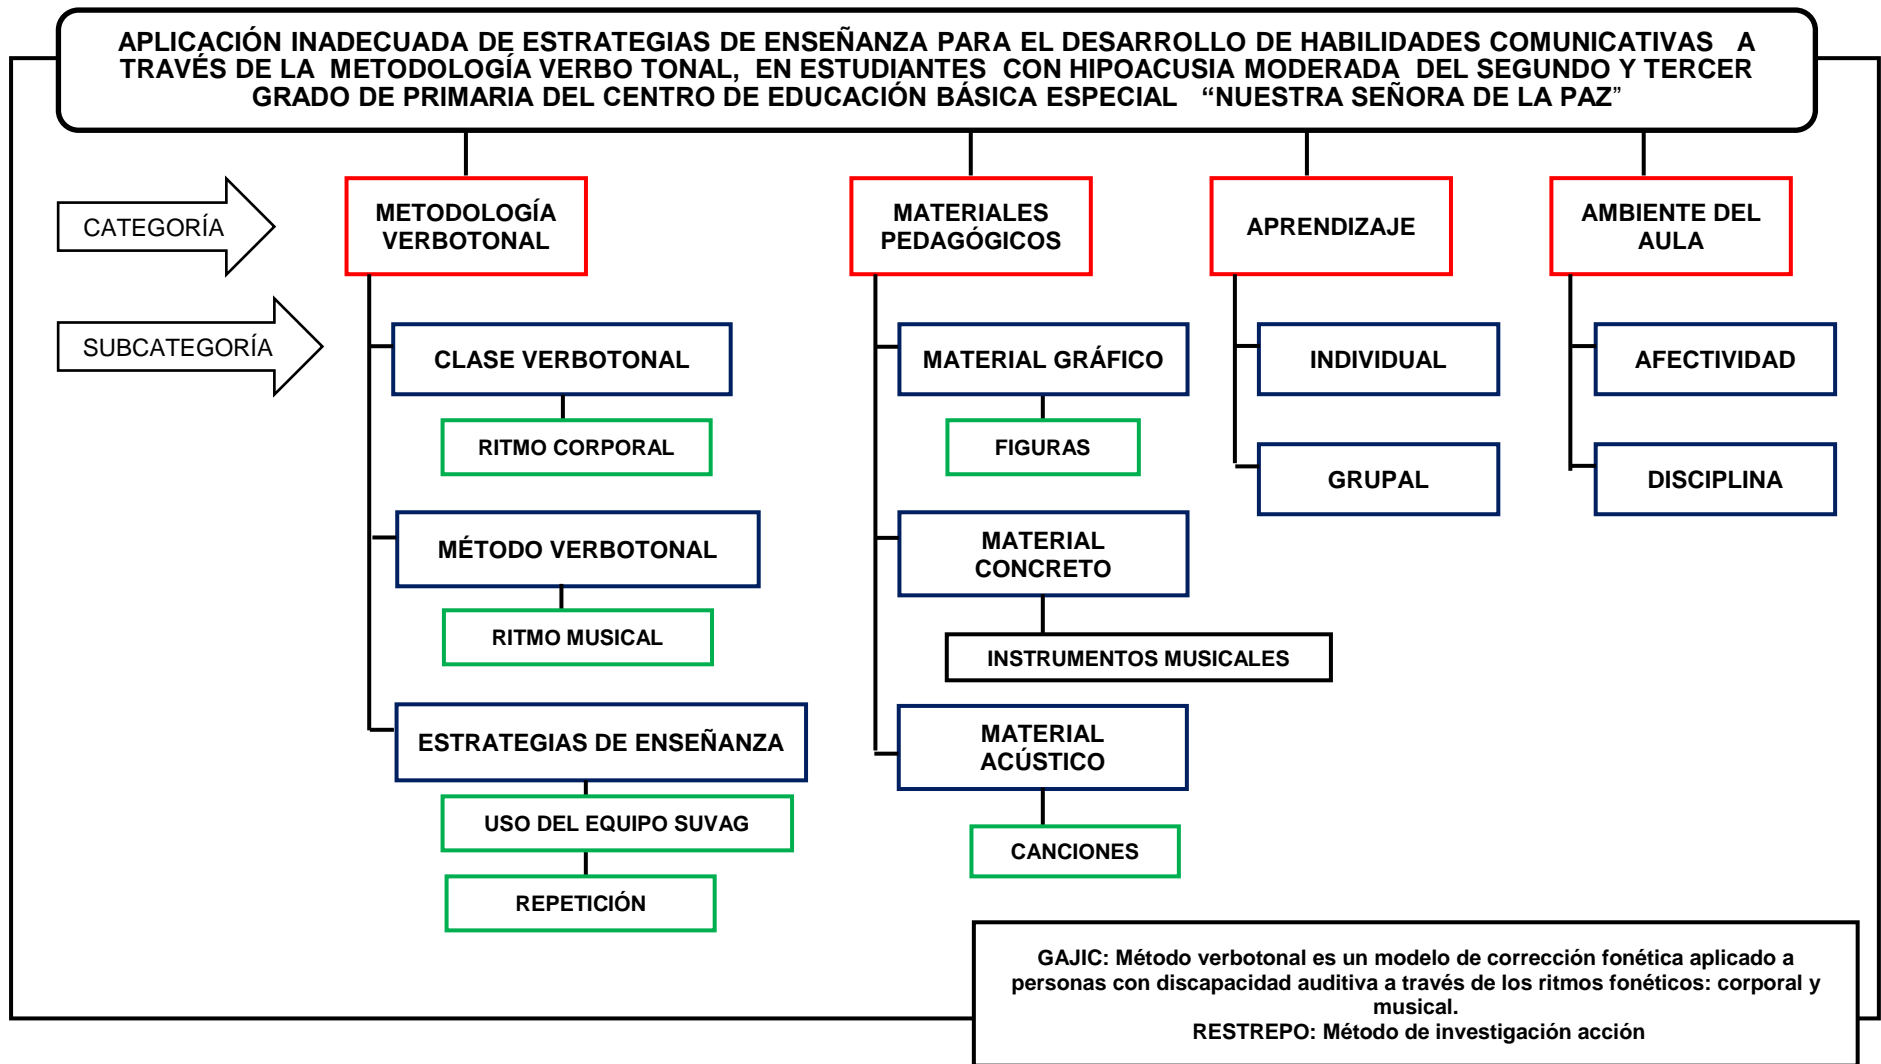 APLICACIÓN INADECUADA DE ESTRATEGIAS DE ENSEÑANZA PARA EL DESARROLLO DE HABILIDADES COMUNICATIVAS A
TRAVÉS DE LA METODOLOGÍA VERBO TONAL, EN ESTUDIANTES CON HIPOACUSIA MODERADA DEL SEGUNDO Y TERCER
GRADO DE PRIMARIA DEL CENTRO DE EDUCACIÓN BÁSICA ESPECIAL “NUESTRA SEÑORA DE LA PAZ”
CATEGORÍA
METODOLOGÍA
VERBOTONAL
MATERIALES
PEDAGÓGICOS
APRENDIZAJE
AMBIENTE DEL
AULA
SUBCATEGORÍA
CLASE VERBOTONAL
MATERIAL GRÁFICO
INDIVIDUAL
AFECTIVIDAD
RITMO CORPORAL
FIGURAS
GRUPAL
DISCIPLINA
MÉTODO VERBOTONAL
MATERIAL
CONCRETO
RITMO MUSICAL
INSTRUMENTOS MUSICALES
ESTRATEGIAS DE ENSEÑANZA
MATERIAL
ACÚSTICO
USO DEL EQUIPO SUVAG
CANCIONES
REPETICIÓN
GAJIC: Método verbotonal es un modelo de corrección fonética aplicado a
personas con discapacidad auditiva a través de los ritmos fonéticos: corporal y
musical.
RESTREPO: Método de investigación acción